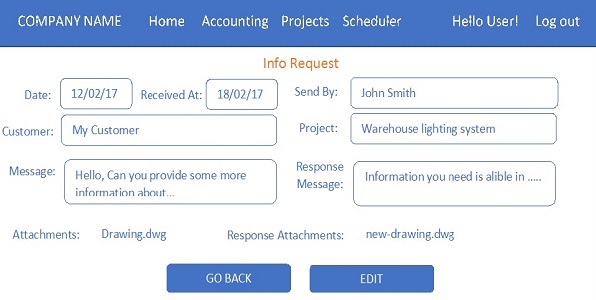 COMPANY NAME Home Accounting Projects Scheduler Hello User! Log out
Info Request
Date: 12/02/17 Received At: 18/02/17 Send By: John Smith
Customer: My Customer Project: Warehouse lighting system
Message: Hello, Can you provide some more
information about...
Response
Message: Information you need is alible in .....
Attachments: Drawing.dwg Response Attachments: new-drawing.dwg
GO BACK EDIT